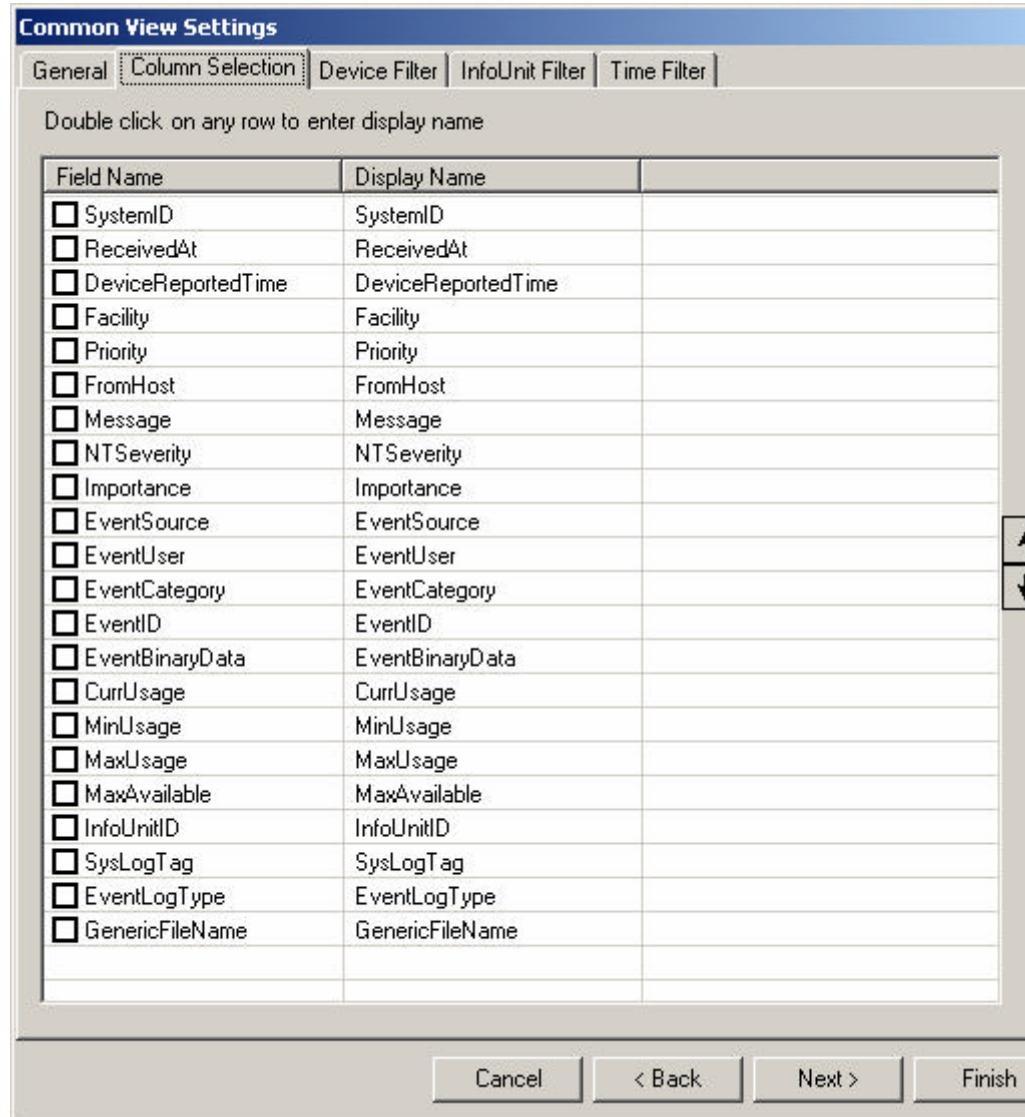 Common View Settings
General Column Selection Device Filter InfoUnit Filter Time Filter
Double click on any row to enter display name
Field Name Display Name
SystemID SystemID
ReceivedAt ReceivedAt
DeviceReportedTime DeviceReportedTime
Facility Facility
Priority Priority
FromHost FromHost
Message Message
NTSeverity NTSeverity
Importance Importance
EventSource EventSource
EventUser EventUser
EventCategory EventCategory
EventID EventID
EventBinaryData EventBinaryData
CurrUsage CurrUsage
MinUsage MinUsage
MaxUsage MaxUsage
MaxAvailable MaxAvailable
InfoUnitID InfoUnitID
SysLogTag SysLogTag
EventLogType EventLogType
GenericFileName GenericFileName
Cancel < Back Next > Finish